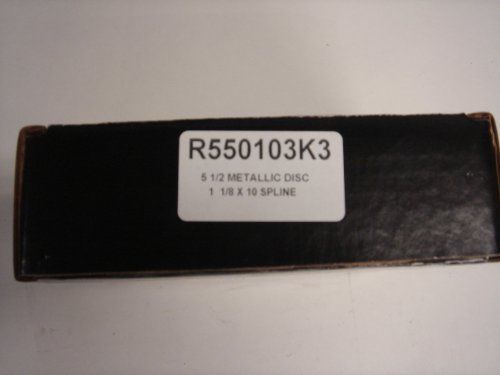 R550103K3
5 1/2 METALLIC DISC
1 1/8 X 10 SPLINE